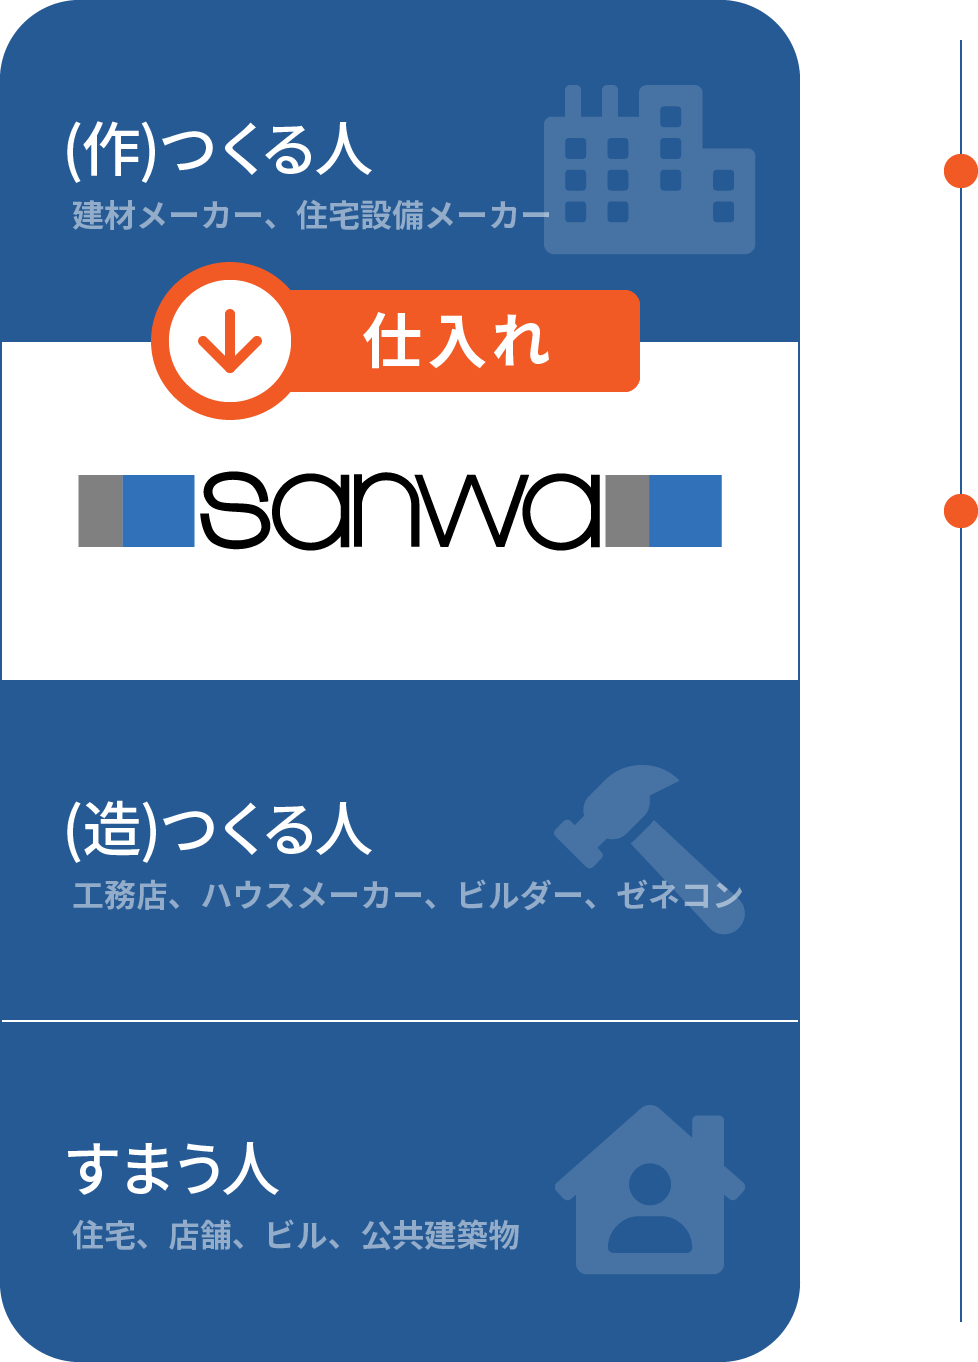 (作)つくる人
建材メーカー、住宅設備メーカー
仕入れ
sanwa
(造)つくる人
工務店、ハウスメーカー、ビルダー、ゼネコン
すまう人
住宅、店舗、ビル、公共建築物